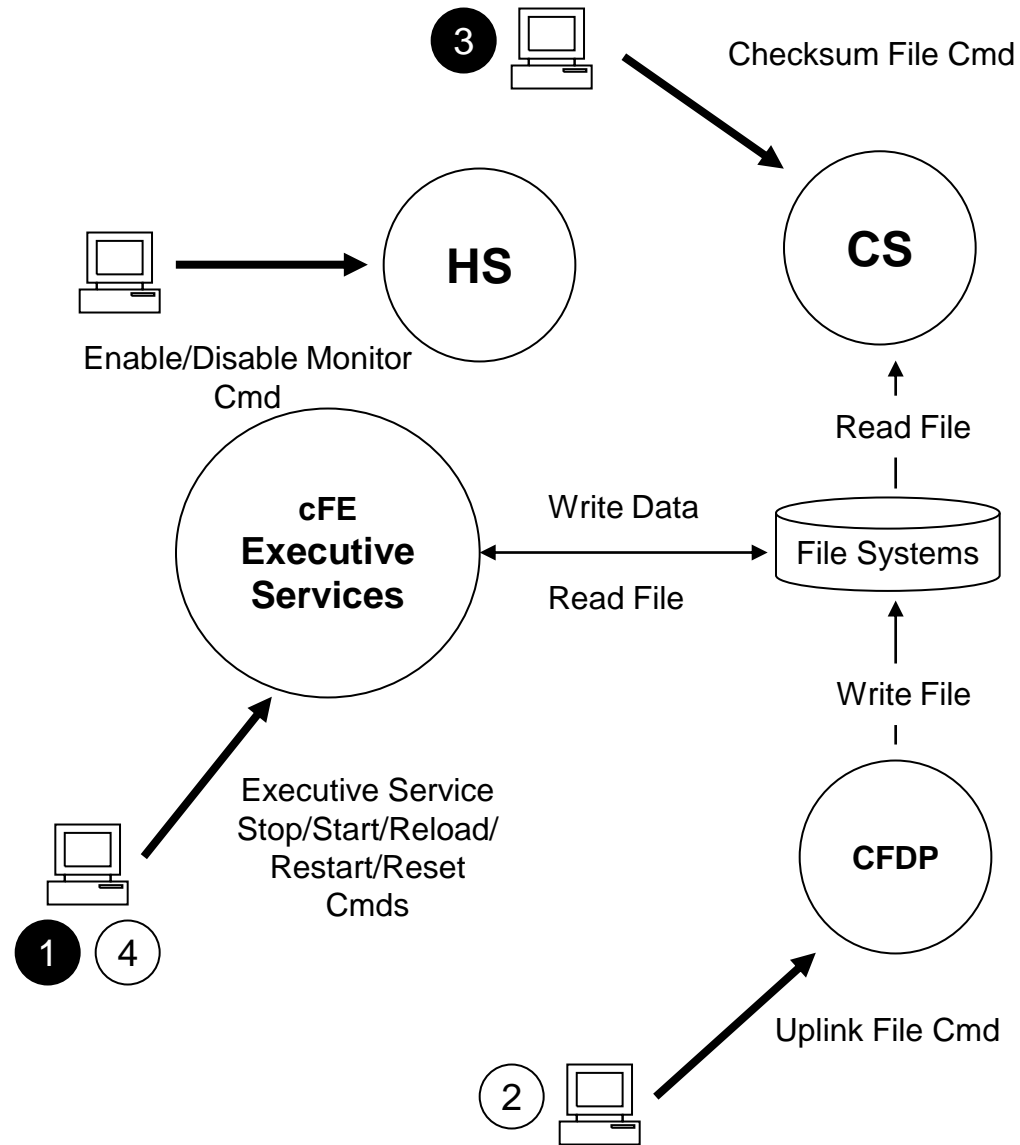 3
Checksum File Cmd
HS
CS
Enable/Disable Monitor
Cmd
Read File
cFE
Executive
Services
Write Data
File Systems
Read File
Write File
Executive Service
Stop/Start/Reload/
Restart/Reset
Cmds
CFDP
1 4
Uplink File Cmd
2